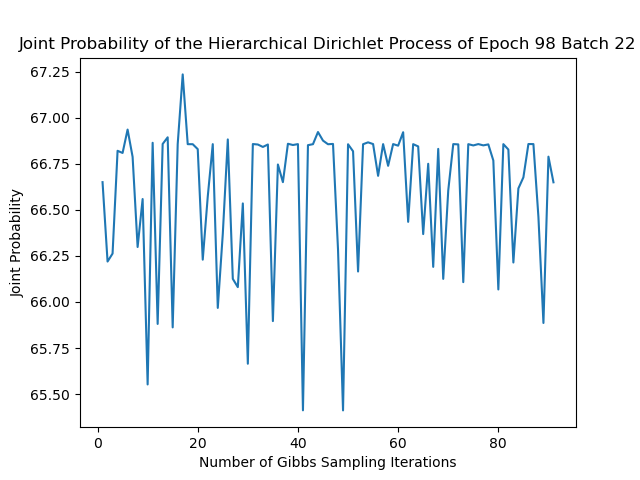 Joint Probability of the Hierarchical Dirichlet Process of Epoch 98 Batch 22
67.25
67.00
66.75
66.50
66.25
66.00
65.75
65.50
Joint Probability
0 20 40 60 80
Number of Gibbs Sampling Iterations